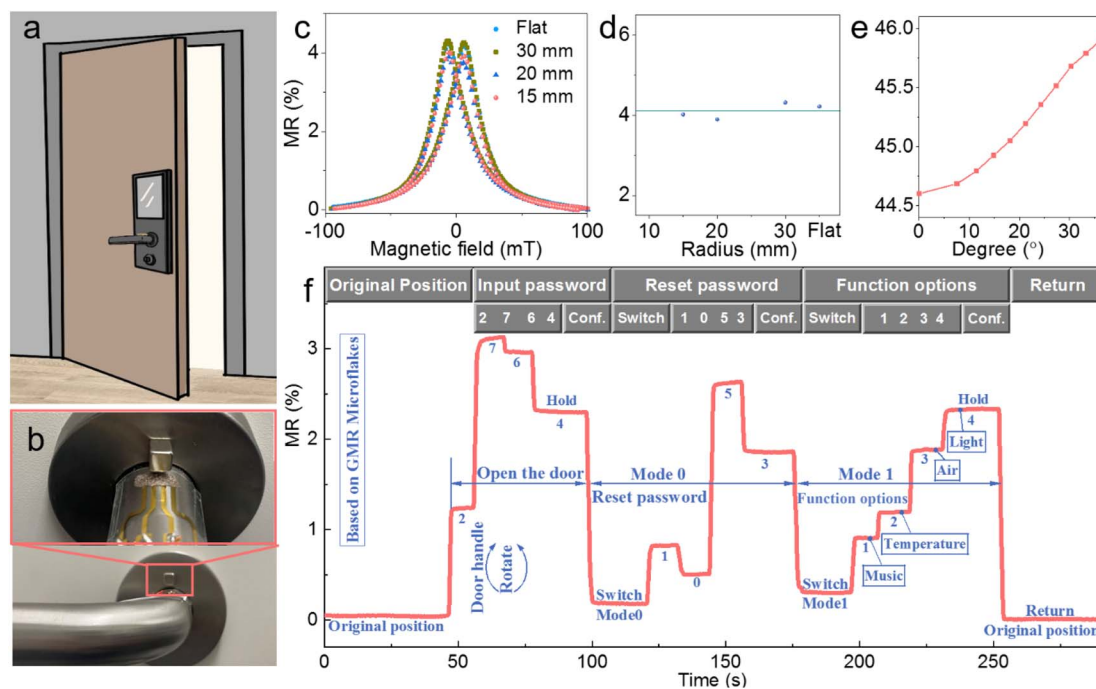 a
b
c
MR (%)
4
2
0
-100
0
100
Magnetic field (mT)
Flat
30 mm
20 mm
15 mm
d
6
4
2
10
20
30
Flat
Radius (mm)
e
46.0
45.5
45.0
44.5
0
10
20
30
Degree (°)
f
Original Position Input password Reset password Function options Return
2 7 6 4 Conf. Switch 1 0 5 3 Conf. Switch 1 2 3 4 Conf.
MR (%)
3
2
1
0
Based on GMR Microflakes
7
6
Hold
4
Open the door
2
Door handle
Rotate
Original position
Mode 0
Reset password
Switch
Mode0
1
0
5
3
Mode 1
Function options
Switch
Mode1
1
Music
2
Temperature
3
Air
Hold
4
Light
Return
Original position
0
50
100
150
200
250
Time (s)